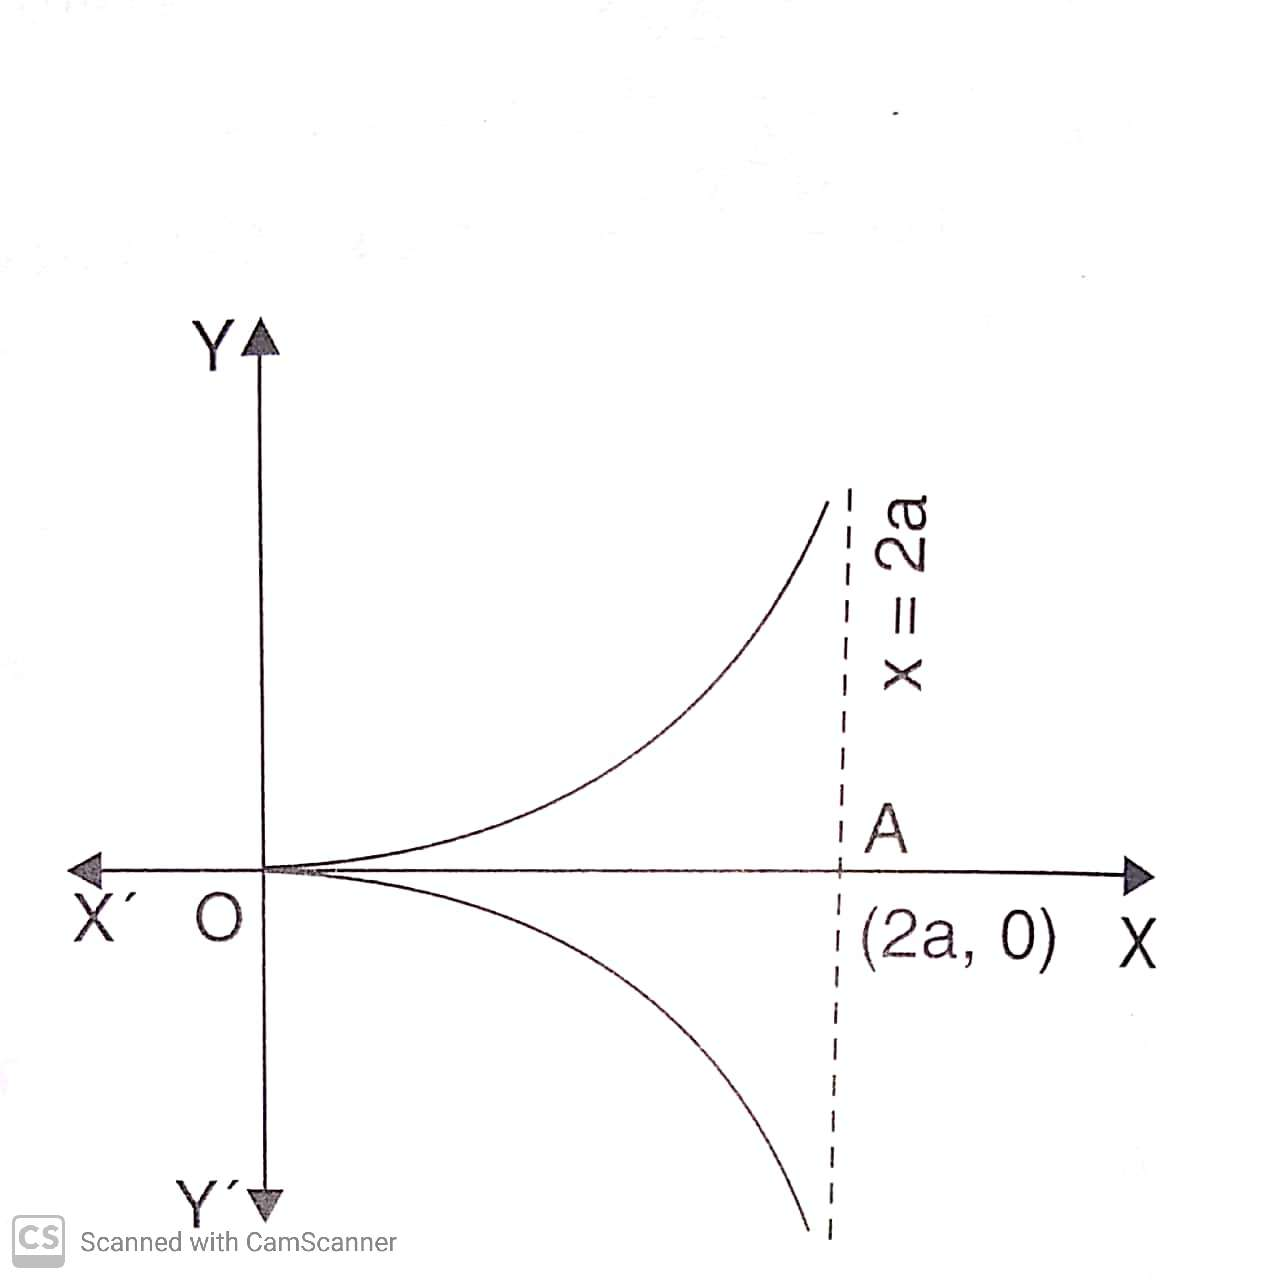 Y
x = 2a
A
X´ O (2a, 0) X
Y´
CS Scanned with CamScanner